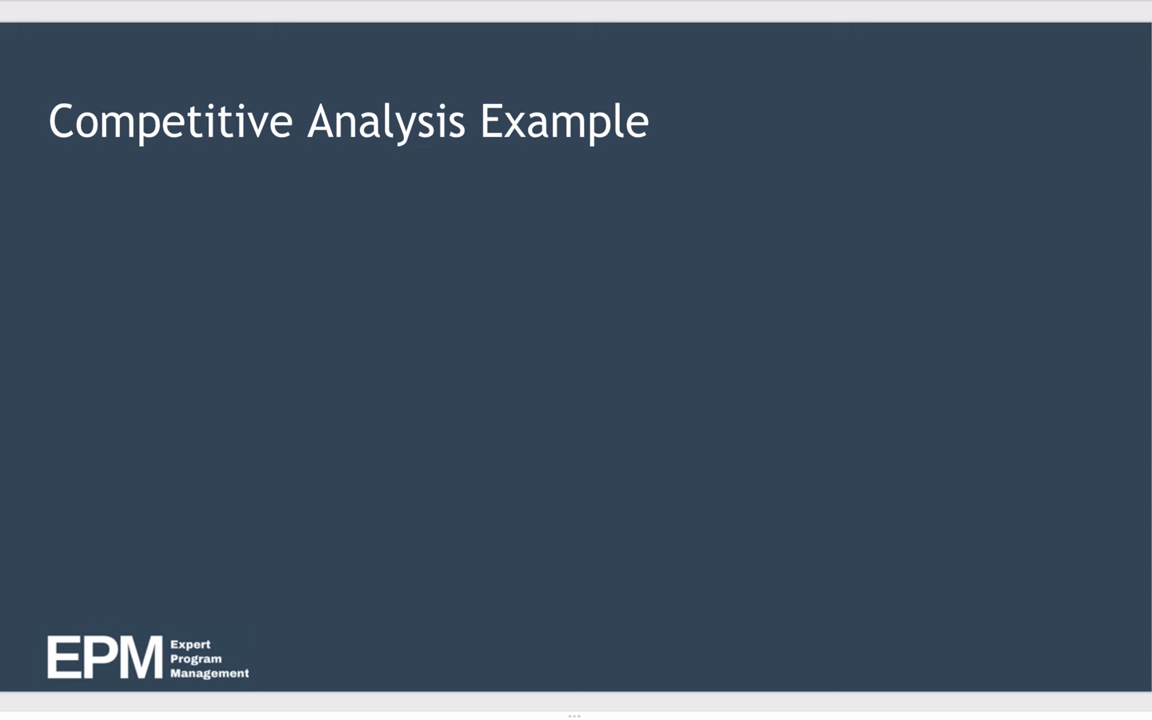 Competitive Analysis Example
EPM
Expert
Program
Management